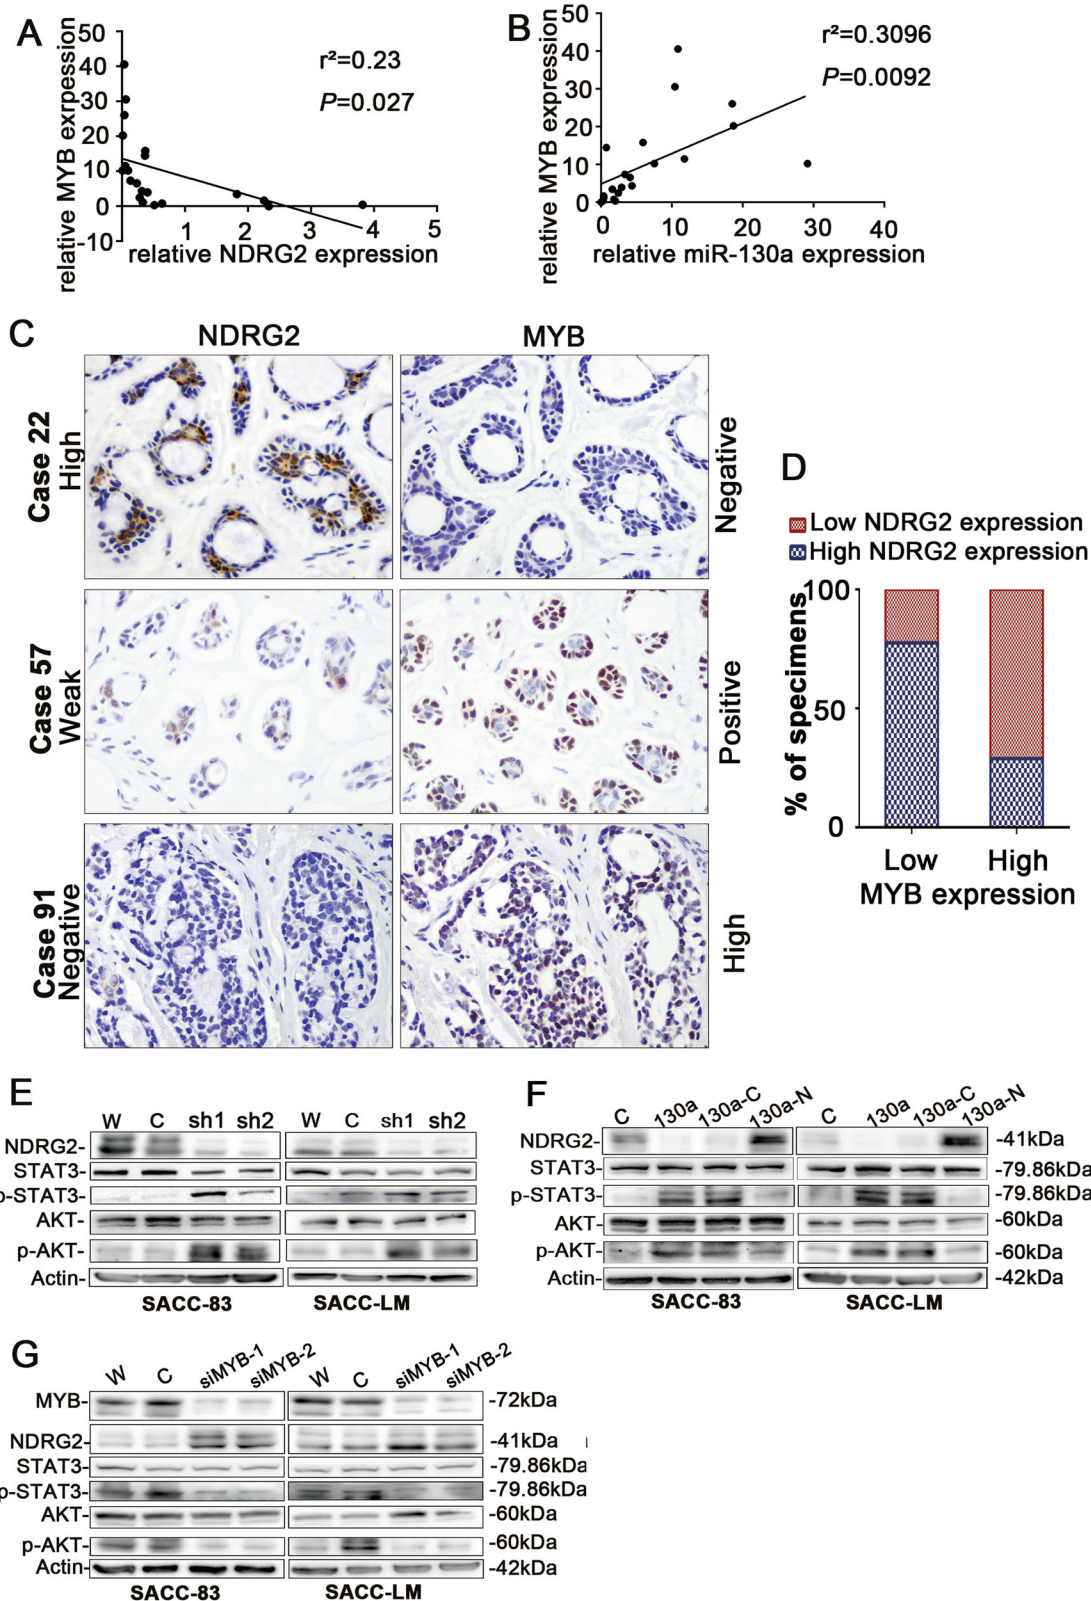 A
50
40
30
20
10
0
-10
1
2
3
4
5
r²=0.23
P=0.027
relative MYB exrpession
relative NDRG2 expression
B
50
40
30
20
10
0
0
10
20
30
40
r²=0.3096
P=0.0092
relative MYB expression
relative miR-130a expression
C
NDRG2
MYB
Case 22
High
Negative
Case 57
Weak
Positive
Case 91
Negative
High
D
Low NDRG2 expression
High NDRG2 expression
% of specimens
100
50
0
Low
High
MYB expression
E
W C sh1 sh2 W C sh1 sh2
NDRG2-
STAT3-
p-STAT3-
AKT-
p-AKT-
Actin-
SACC-83 SACC-LM
F
C 130a 130a-C 130a-N C 130a 130a-C 130a-N
NDRG2- -41kDa
STAT3- -79.86kDa
p-STAT3- -79.86kDa
AKT- -60kDa
p-AKT- -60kDa
Actin- -42kDa
SACC-83 SACC-LM
G
W C siMYB-1 siMYB-2 W C siMYB-1 siMYB-2
MYB- -72kDa
NDRG2- -41kDa
STAT3- -79.86kDa
p-STAT3- -79.86kDa
AKT- -60kDa
p-AKT- -60kDa
Actin- -42kDa
SACC-83 SACC-LM